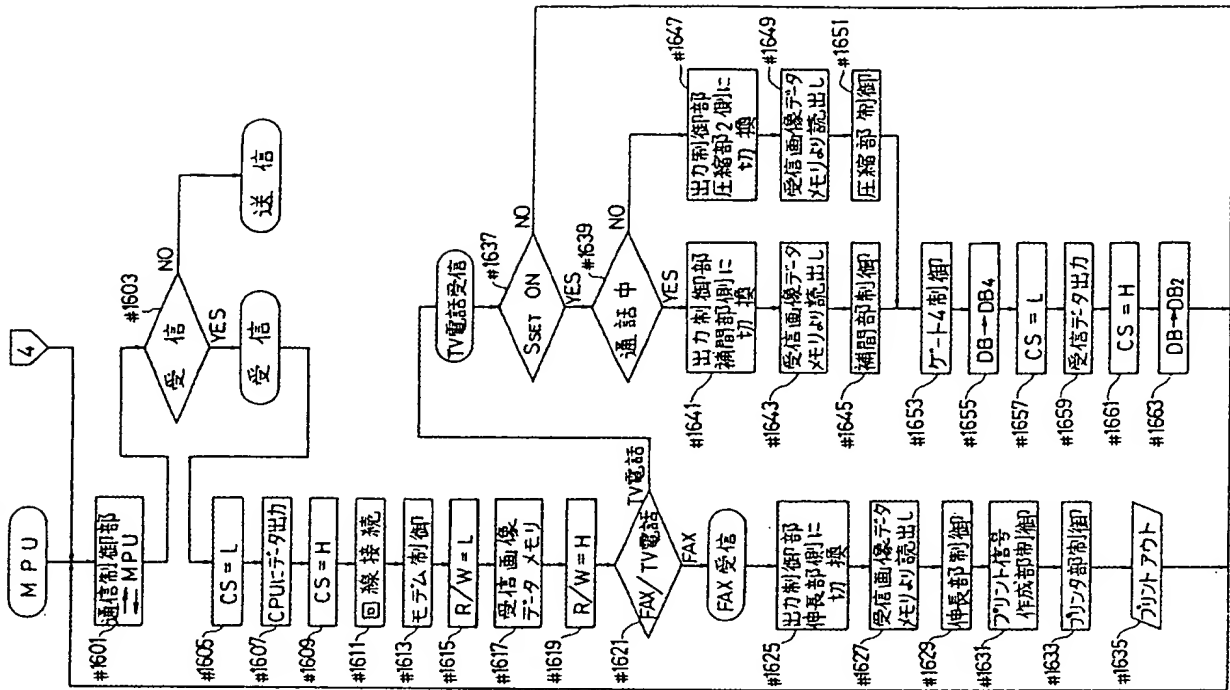 MPU
4
#1601
通信制御部
⇄MPU
#1603
受信
NO
YES
送信
受信
#1605
CS=L
#1607
CPUにデータ出力
#1609
CS=H
#1611
回線接続
#1613
モデム制御
#1615
R/W=L
#1617
受信画像
データメモリ
#1619
R/W=H
#1621
FAX/TV電話
TV電話
FAX
FAX受信
#1625
出力制御部
伸長部側に
切換
#1627
受信画像データ
メモリより読出し
#1629
伸長部制御
#1631
プリント信号
作成部制御
#1633
プリンタ部制御
#1635
プリントアウト
TV電話受信
#1637
SSET ON
NO
YES
#1639
通話中
NO
YES
#1641
出力制御部
補間部側に
切換
#1643
受信画像データ
メモリより読出し
#1645
補間部制御
#1647
出力制御部
圧縮部2側に
切換
#1649
受信画像データ
メモリより読出し
#1651
圧縮部制御
#1653
ゲート4制御
#1655
DB→DB4
#1657
CS=L
#1659
受信データ出力
#1661
CS=H
#1663
DB→DB2